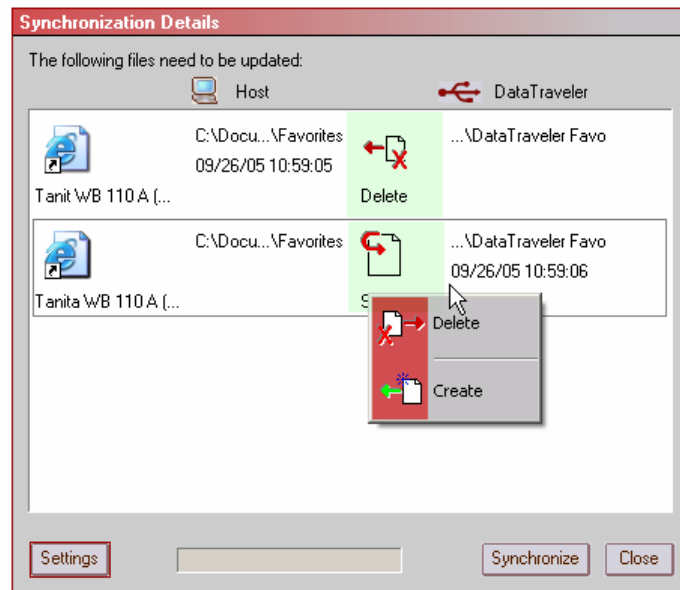 Synchronization Details
The following files need to be updated:
Host DataTraveler
C:\Docu...\Favorites ...\DataTraveler Favo
09/26/05 10:59:05
Tanit WB 110 A (... Delete
C:\Docu...\Favorites ...\DataTraveler Favo
09/26/05 10:59:06
Tanita WB 110 A (...
Delete
Create
Settings Synchronize Close